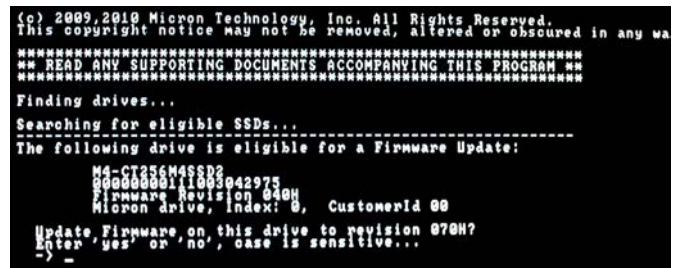 (c) 2009,2010 Micron Technology, Inc. All Rights Reserved.
This copyright notice may not be removed, altered or obscured in any wa
**********************************************************
** READ ANY SUPPORTING DOCUMENTS ACCOMPANYING THIS PROGRAM **
**********************************************************
Finding drives...
Searching for eligible SSDs...
----------------------------------------------------------
The following drive is eligible for a Firmware Update:
M4-CT256M4SSD2
0000000011003042975
Firmware Revision 040H
Micron drive, Index: 0, CustomerId 00
Update Firmware on this drive to revision 070H?
Enter 'yes' or 'no', case is sensitive...
-> _